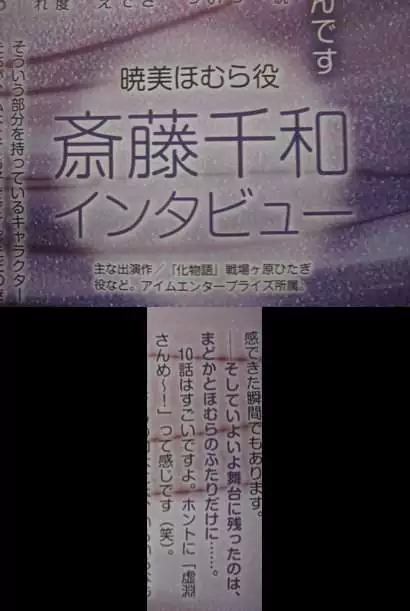 んです
暁美ほむら役
斎藤千和
インタビュー
主な出演作／「化物語」戦場ヶ原ひたぎ
役など。アイムエンタープライズ所属。
そういう部分を持っているキャラクター
感できた瞬間でもあります。
――そしていよいよ舞台に残ったのは、
まどかとほむらのふたりだけに……。
10話はすごいですよ。ホントに「虚淵
さんめ〜！」って感じです（笑）。